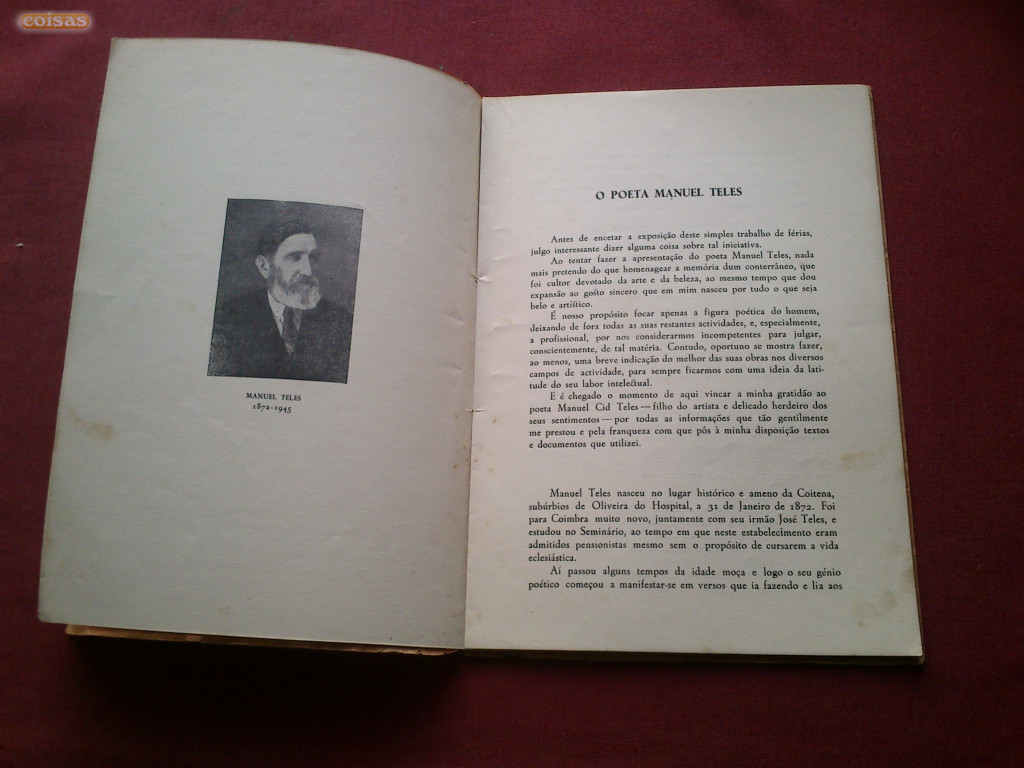 coisas
MANUEL TELES
1872-1945
O POETA MANUEL TELES
Antes de encetar a exposição deste simples trabalho de férias,
julgo interessante dizer alguma coisa sobre tal iniciativa.
Ao tentar fazer a apresentação do poeta Manuel Teles, nada
mais pretendo do que homenagear a memória dum conterrâneo, que
foi cultor devotado da arte e da beleza, ao mesmo tempo que dou
expansão ao gosto sincero que em mim nasceu por tudo o que seja
belo e artístico.
É nosso propósito focar apenas a figura poética do homem,
deixando de fora todas as suas restantes actividades, e, especialmente,
a profissional, por nos considerarmos incompetentes para julgar,
conscientemente, de tal matéria. Contudo, oportuno se mostra fazer,
ao menos, uma breve indicação do melhor das suas obras nos diversos
campos de actividade, para sempre ficarmos com uma ideia da lati-
tude do seu labor intelectual.
E é chegado o momento de aqui vincar a minha gratidão ao
poeta Manuel Cid Teles — filho do artista e delicado herdeiro dos
seus sentimentos — por todas as informações que tão gentilmente
me prestou e pela franqueza com que pôs à minha disposição textos
e documentos que utilizei.
Manuel Teles nasceu no lugar histórico e ameno da Coitena,
subúrbios de Oliveira do Hospital, a 31 de Janeiro de 1872. Foi
para Coimbra muito novo, juntamente com seu irmão José Teles, e
estudou no Seminário, ao tempo em que neste estabelecimento eram
admitidos pensionistas mesmo sem o propósito de cursarem a vida
eclesiástica.
Aí passou alguns tempos da idade moça e logo o seu génio
poético começou a manifestar-se em versos que ia fazendo e lia aos